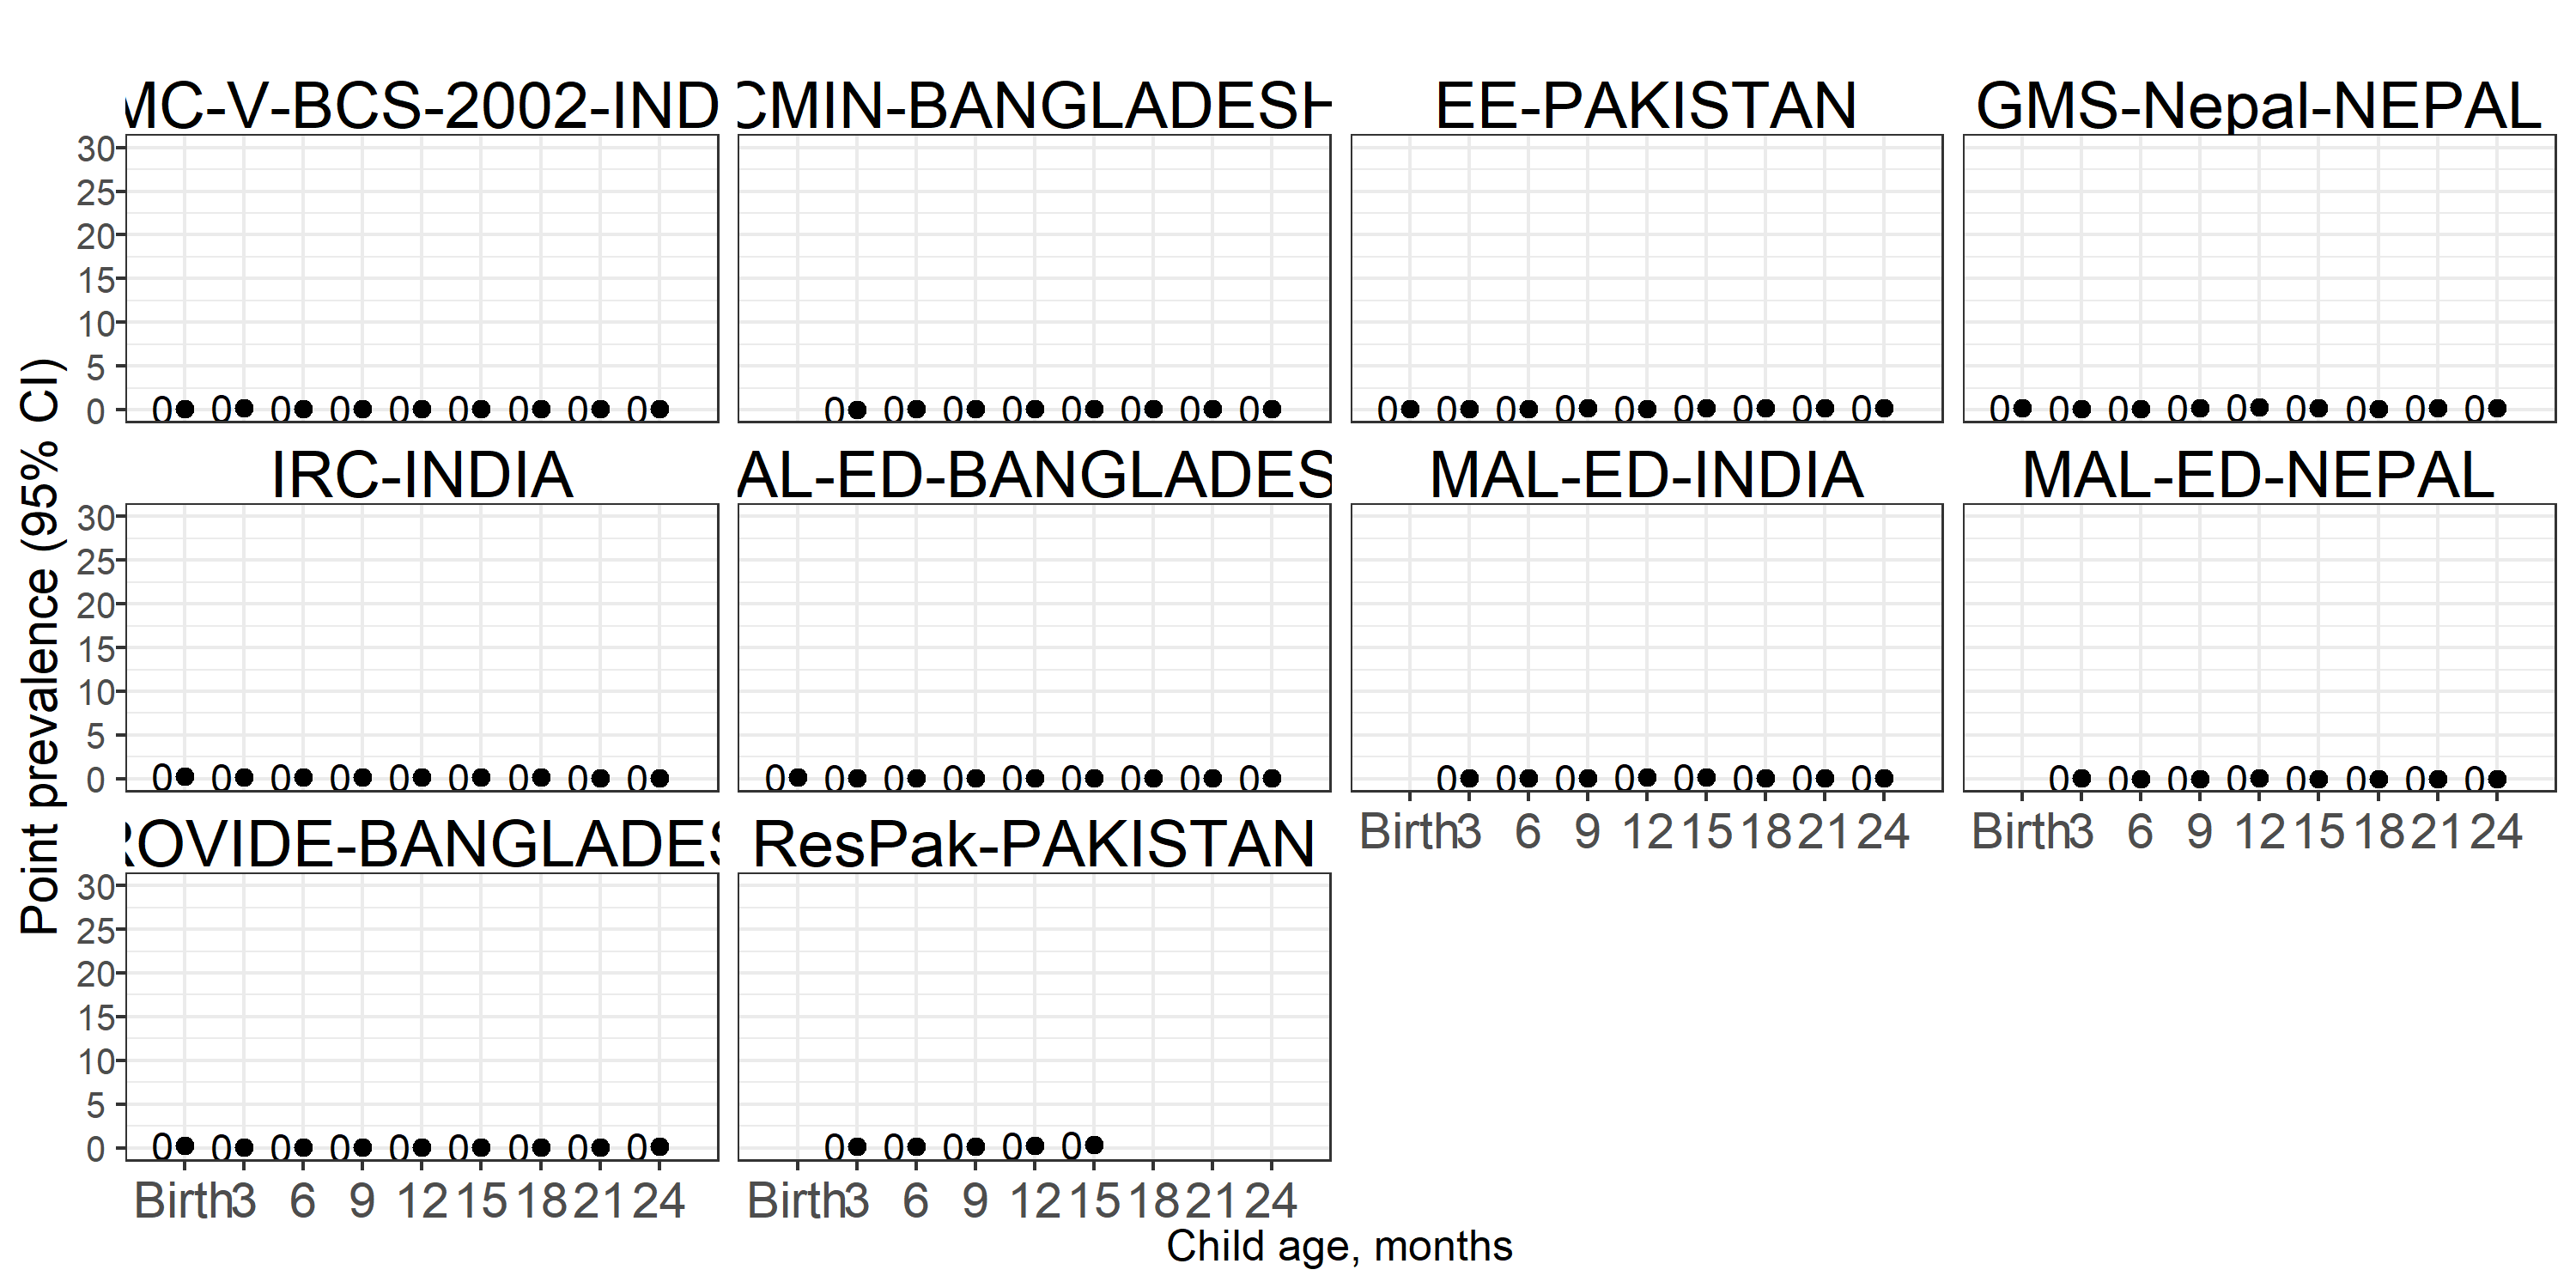 MC-V-BCS-2002-IND CMIN-BANGLADESH EE-PAKISTAN GMS-Nepal-NEPAL
30
25
20
15
10
5
0
0 0 0 0 0 0 0 0 0
0 0 0 0 0 0 0 0
0 0 0 0 0 0 0 0 0
0 0 0 0 0 0 0 0 0
IRC-INDIA AL-ED-BANGLADES MAL-ED-INDIA MAL-ED-NEPAL
30
25
20
15
10
5
0
0 0 0 0 0 0 0 0 0
0 0 0 0 0 0 0 0 0
0 0 0 0 0 0 0 0
0 0 0 0 0 0 0 0
Birth 3 6 9 12 15 18 21 24
Birth 3 6 9 12 15 18 21 24
ROVIDE-BANGLADES ResPak-PAKISTAN
30
25
20
15
10
5
0
0 0 0 0 0 0 0 0 0
0 0 0 0 0
Birth 3 6 9 12 15 18 21 24
Birth 3 6 9 12 15 18 21 24
Child age, months
Point prevalence (95% CI)